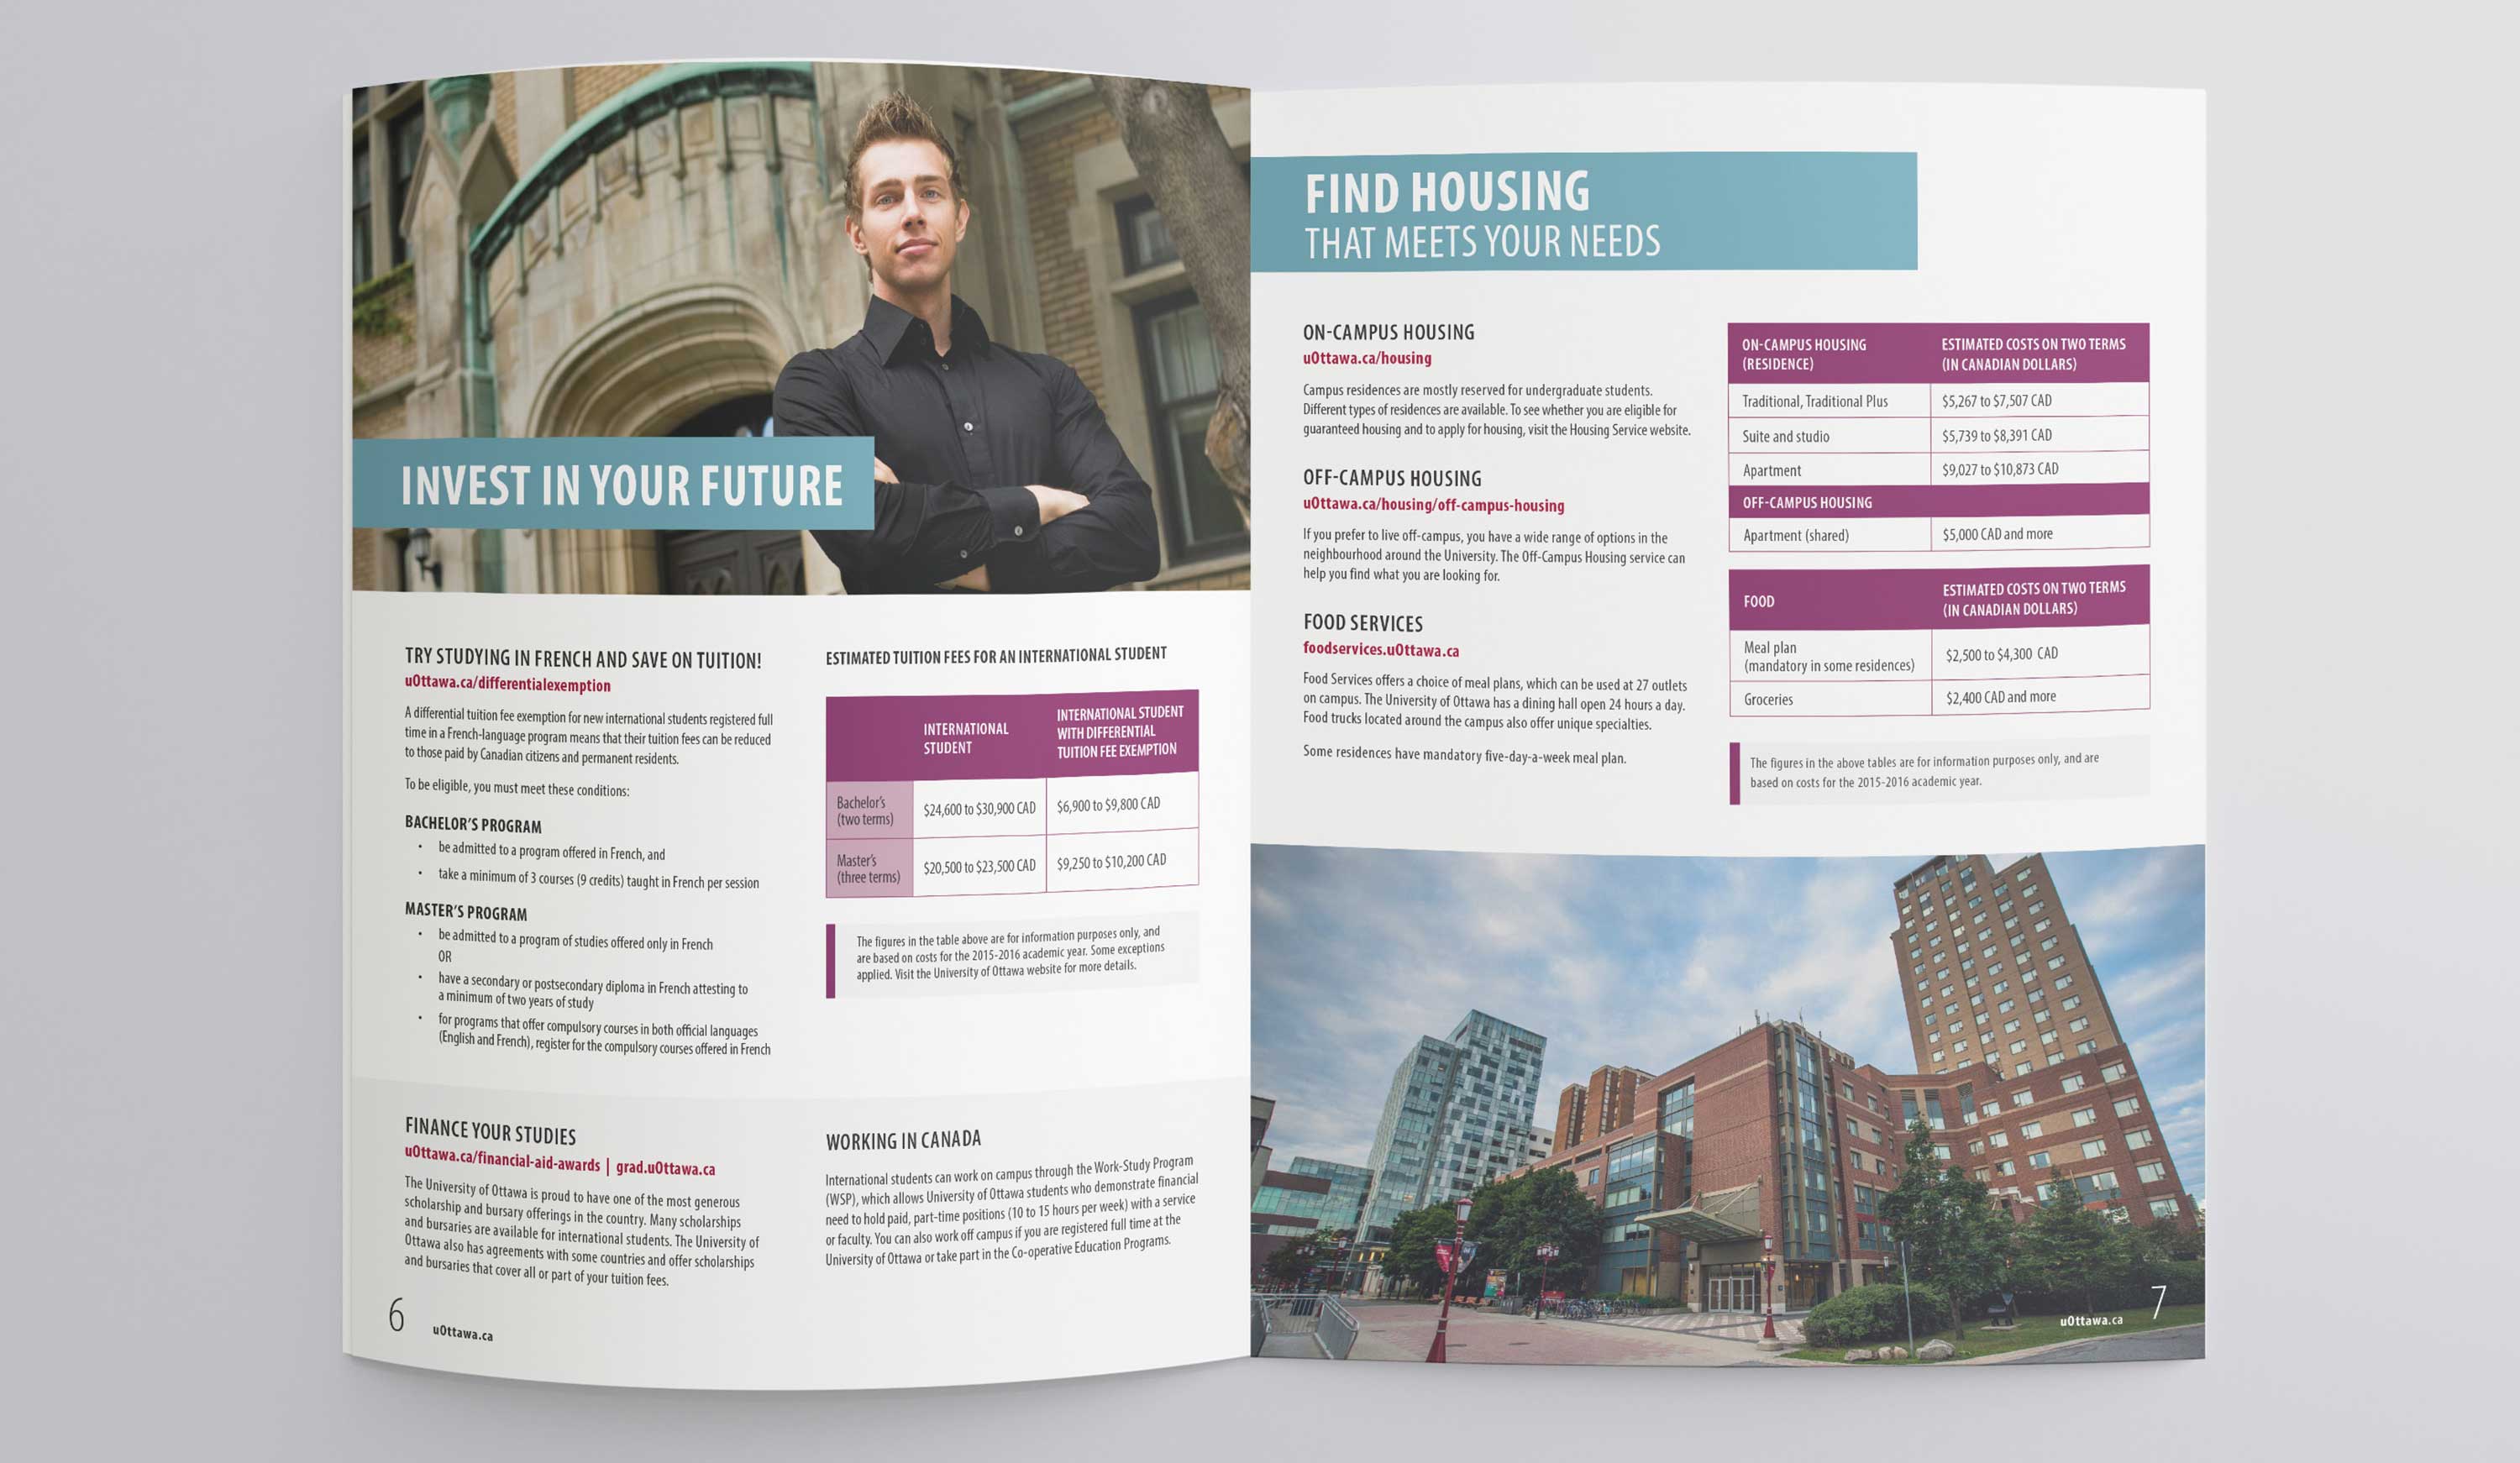 INVEST IN YOUR FUTURE
TRY STUDYING IN FRENCH AND SAVE ON TUITION!
uOttawa.ca/differentialexemption
A differential tuition fee exemption for new international students registered full
time in a French-language program means that their tuition fees can be reduced
to those paid by Canadian citizens and permanent residents.
To be eligible, you must meet these conditions:
BACHELOR'S PROGRAM
• be admitted to a program offered in French, and
• take a minimum of 3 courses (9 credits) taught in French per session
MASTER'S PROGRAM
• be admitted to a program of studies offered only in French
OR
• have a secondary or postsecondary diploma in French attesting to
a minimum of two years of study
• for programs that offer compulsory courses in both official languages
(English and French), register for the compulsory courses offered in French
ESTIMATED TUITION FEES FOR AN INTERNATIONAL STUDENT
INTERNATIONAL
STUDENT
INTERNATIONAL STUDENT
WITH DIFFERENTIAL
TUITION FEE EXEMPTION
Bachelor's
(two terms)
$24,600 to $30,900 CAD
$6,900 to $9,800 CAD
Master's
(three terms)
$20,500 to $23,500 CAD
$9,250 to $10,200 CAD
The figures in the table above are for information purposes only, and
are based on costs for the 2015-2016 academic year. Some exceptions
applied. Visit the University of Ottawa website for more details.
FINANCE YOUR STUDIES
uOttawa.ca/financial-aid-awards | grad.uOttawa.ca
The University of Ottawa is proud to have one of the most generous
scholarship and bursary offerings in the country. Many scholarships
and bursaries are available for international students. The University of
Ottawa also has agreements with some countries and offer scholarships
and bursaries that cover all or part of your tuition fees.
WORKING IN CANADA
International students can work on campus through the Work-Study Program
(WSP), which allows University of Ottawa students who demonstrate financial
need to hold paid, part-time positions (10 to 15 hours per week) with a service
or faculty. You can also work off campus if you are registered full time at the
University of Ottawa or take part in the Co-operative Education Programs.
6 uOttawa.ca
FIND HOUSING
THAT MEETS YOUR NEEDS
ON-CAMPUS HOUSING
uOttawa.ca/housing
Campus residences are mostly reserved for undergraduate students.
Different types of residences are available. To see whether you are eligible for
guaranteed housing and to apply for housing, visit the Housing Service website.
OFF-CAMPUS HOUSING
uOttawa.ca/housing/off-campus-housing
If you prefer to live off-campus, you have a wide range of options in the
neighbourhood around the University. The Off-Campus Housing service can
help you find what you are looking for.
FOOD SERVICES
foodservices.uOttawa.ca
Food Services offers a choice of meal plans, which can be used at 27 outlets
on campus. The University of Ottawa has a dining hall open 24 hours a day.
Food trucks located around the campus also offer unique specialties.
Some residences have mandatory five-day-a-week meal plan.
ON-CAMPUS HOUSING
(RESIDENCE)
ESTIMATED COSTS ON TWO TERMS
(IN CANADIAN DOLLARS)
Traditional, Traditional Plus
$5,267 to $7,507 CAD
Suite and studio
$5,739 to $8,391 CAD
Apartment
$9,027 to $10,873 CAD
OFF-CAMPUS HOUSING
Apartment (shared)
$5,000 CAD and more
FOOD
ESTIMATED COSTS ON TWO TERMS
(IN CANADIAN DOLLARS)
Meal plan
(mandatory in some residences)
$2,500 to $4,300 CAD
Groceries
$2,400 CAD and more
The figures in the above tables are for information purposes only, and are
based on costs for the 2015-2016 academic year.
uOttawa.ca 7